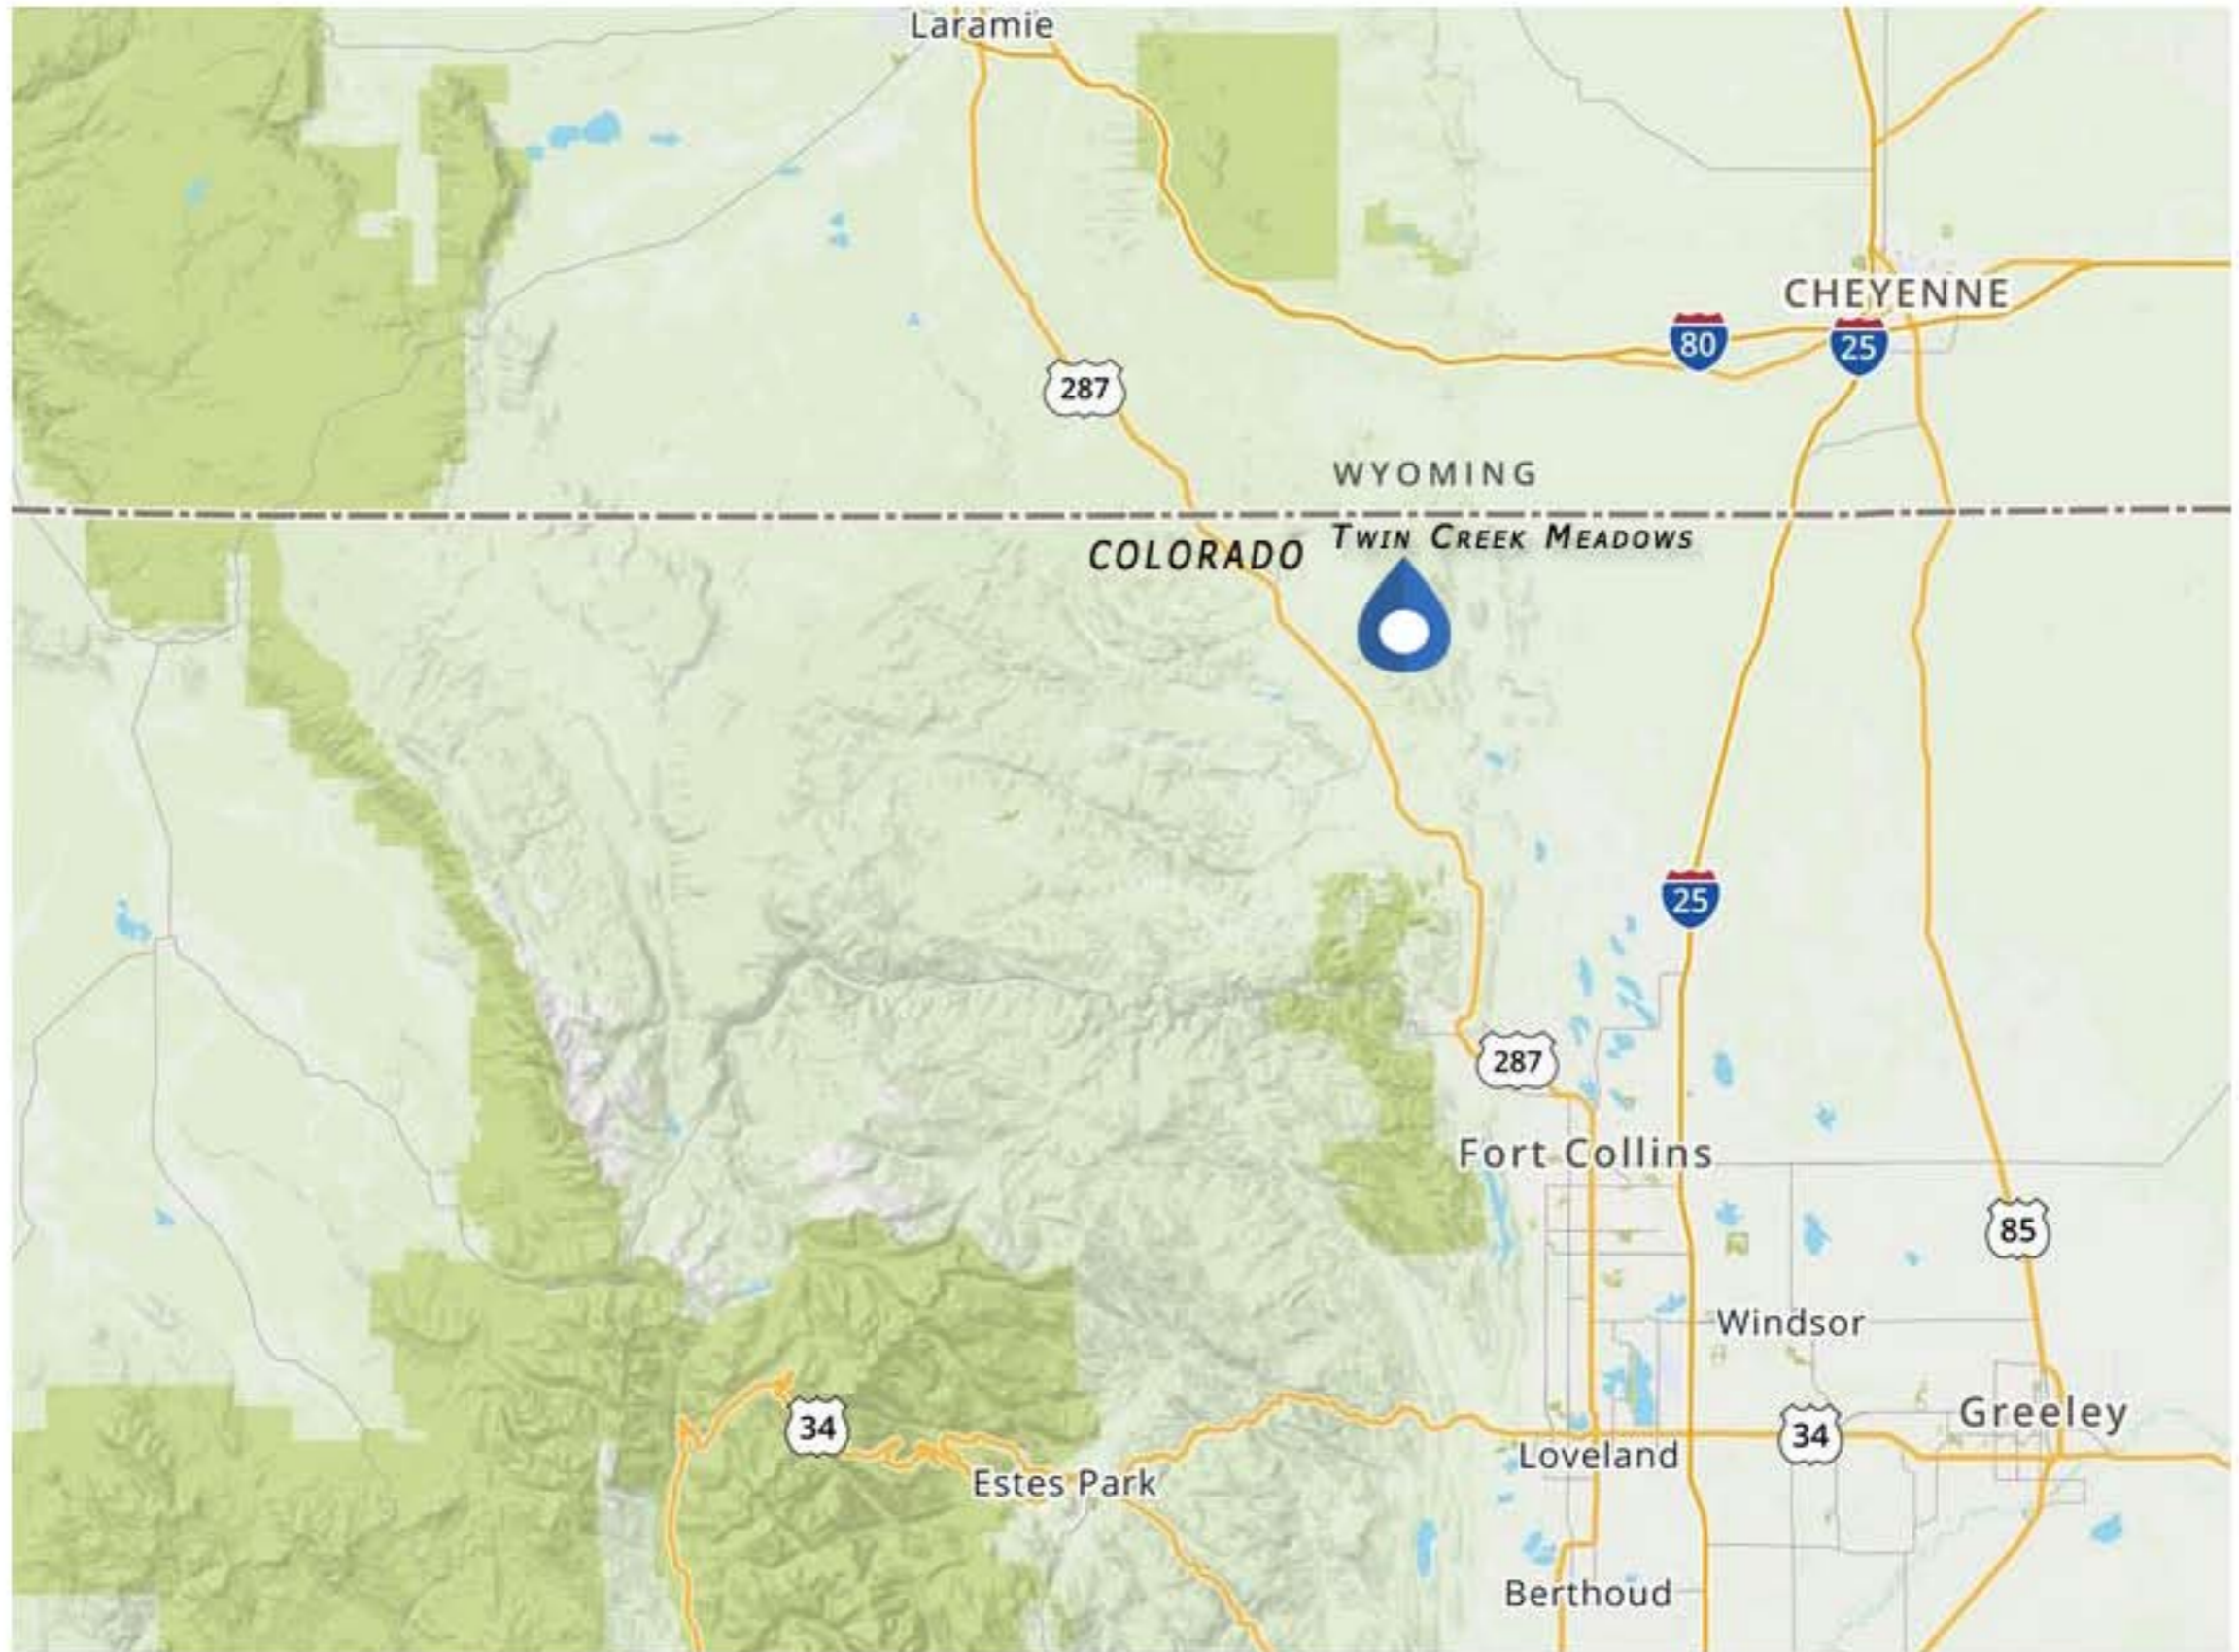 Laramie
CHEYENNE
80
25
287
WYOMING
TWIN CREEK MEADOWS
COLORADO
25
287
Fort Collins
85
Windsor
34
Greeley
34
Loveland
Estes Park
Berthoud